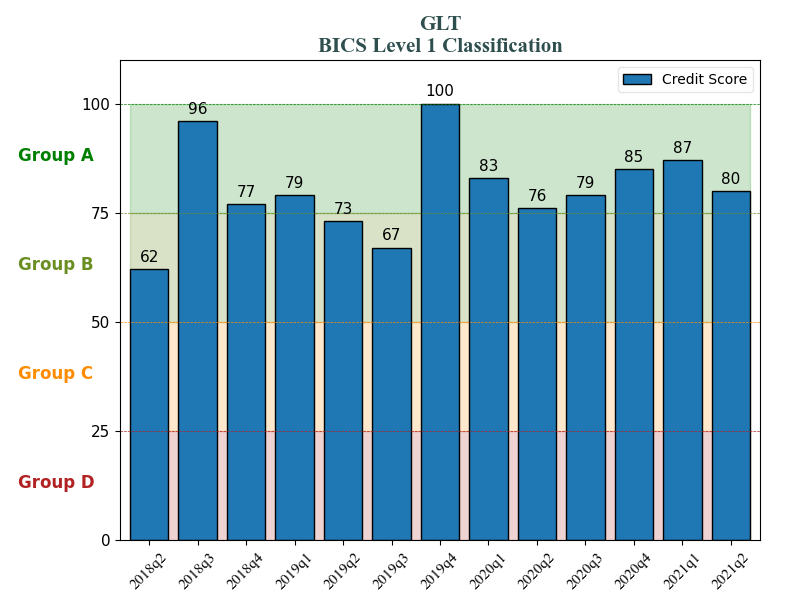 GLT
BICS Level 1 Classification
Credit Score
100
75
50
25
0
Group A
Group B
Group C
Group D
62
96
77
79
73
67
100
83
76
79
85
87
80
2018q2
2018q3
2018q4
2019q1
2019q2
2019q3
2019q4
2020q1
2020q2
2020q3
2020q4
2021q1
2021q2